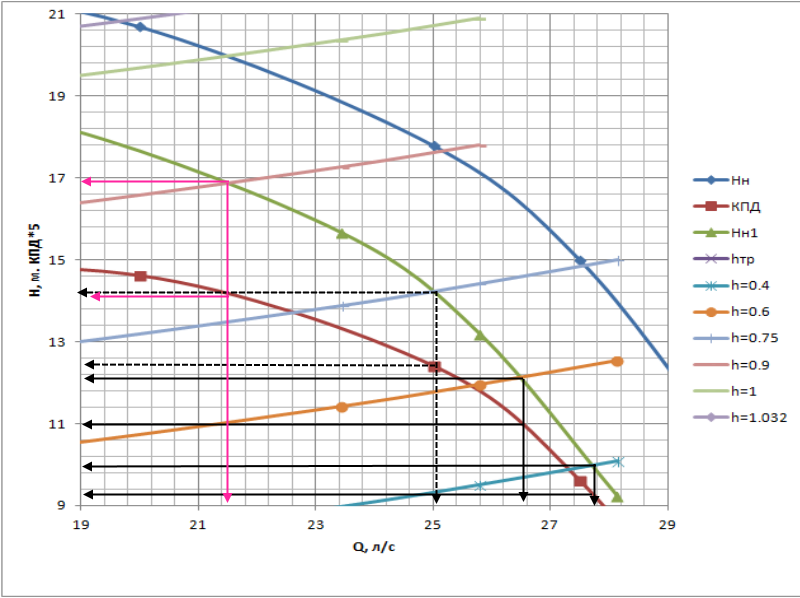 21
19
17
15
13
11
9
Н, м. КПД*5
19 21 23 25 27 29
Q, л/с
Нн
КПД
Нн1
hтр
h=0.4
h=0.6
h=0.75
h=0.9
h=1
h=1.032